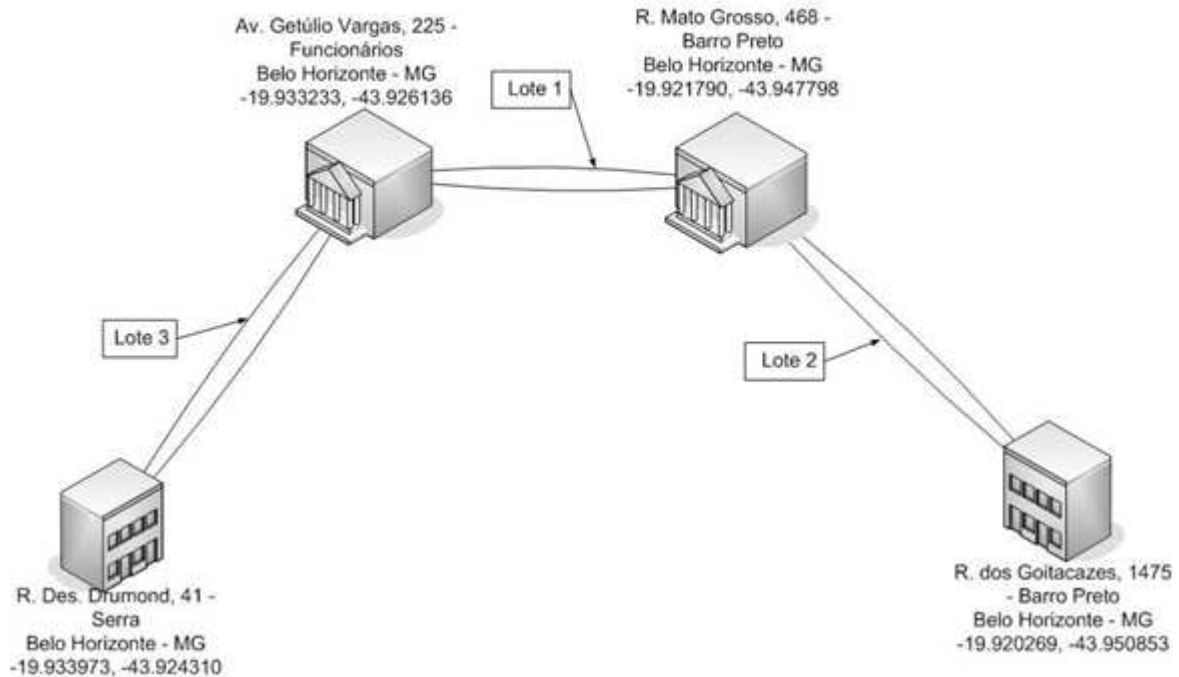 Av. Getúlio Vargas, 225 -
Funcionários
Belo Horizonte - MG
-19.933233, -43.926136
R. Mato Grosso, 468 -
Barro Preto
Belo Horizonte - MG
-19.921790, -43.947798
Lote 1
Lote 3
Lote 2
R. Des. Drumond, 41 -
Serra
Belo Horizonte - MG
-19.933973, -43.924310
R. dos Goitacazes, 1475
- Barro Preto
Belo Horizonte - MG
-19.920269, -43.950853